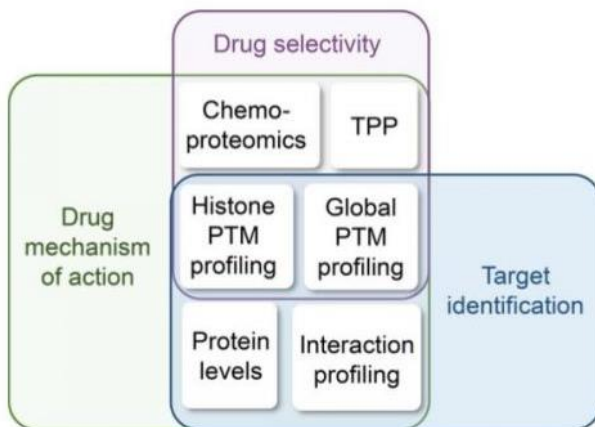 Drug selectivity
Chemo-
proteomics
TPP
Drug
mechanism
of action
Histone
PTM
profiling
Global
PTM
profiling
Target
identification
Protein
levels
Interaction
profiling